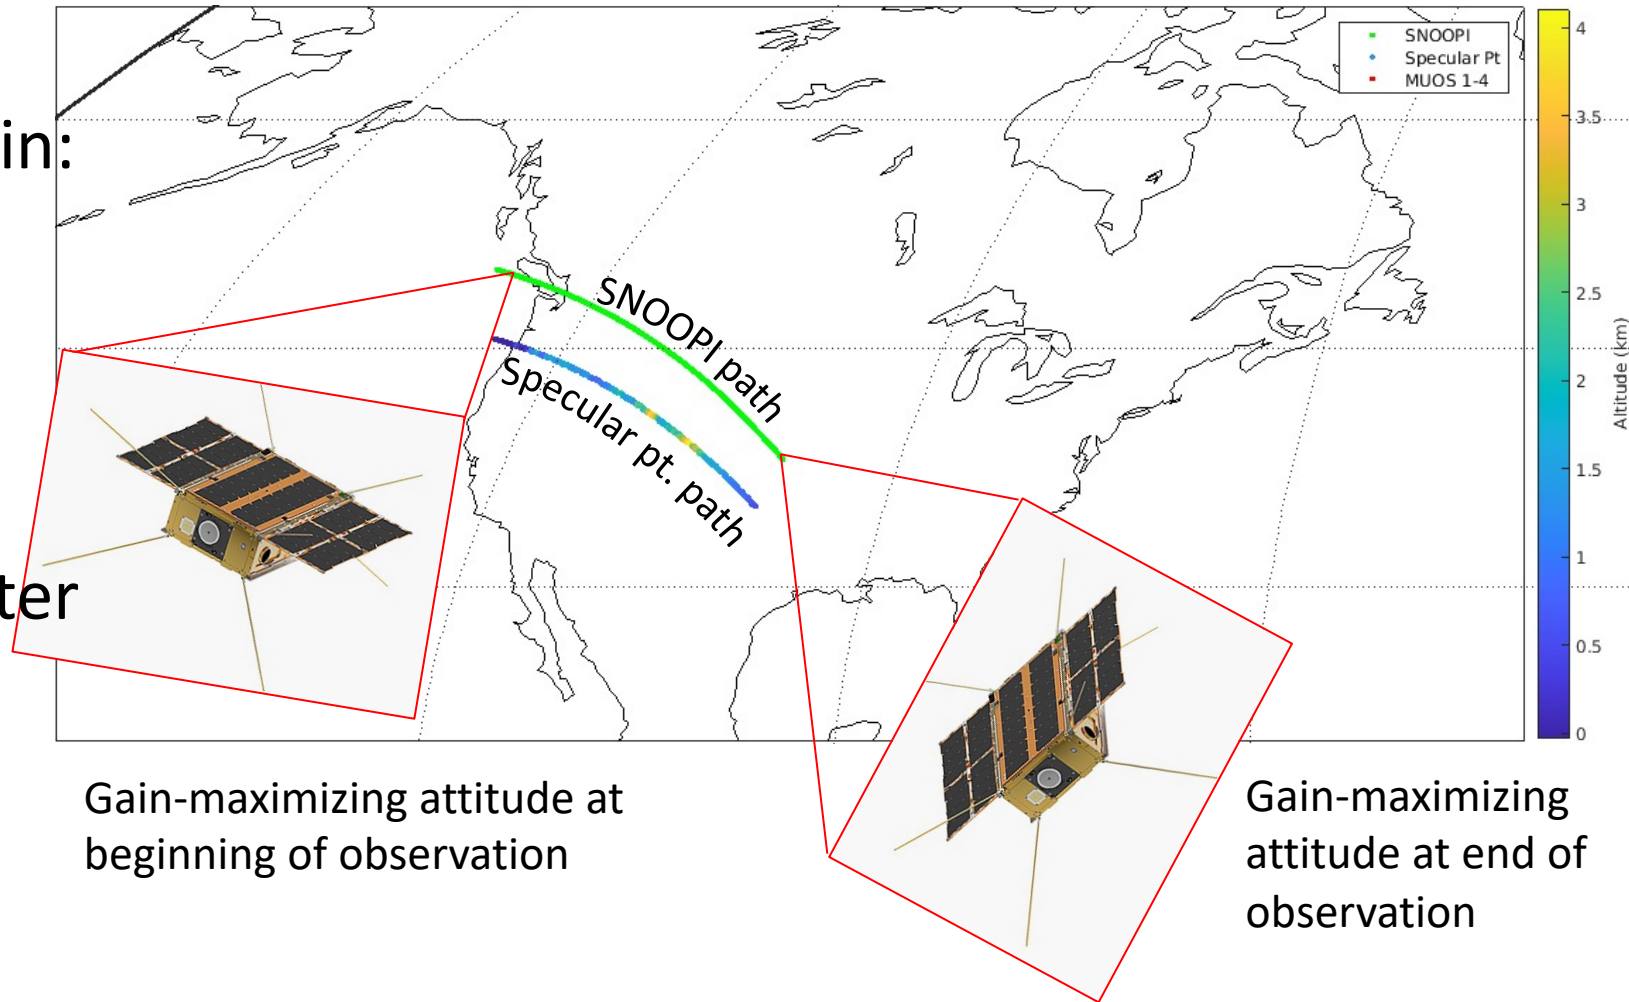 in:
ter
SNOOPI
Specular Pt
MUOS 1-4
SNOOPI path
Specular pt. path
4
3.5
3
2.5
2
1.5
1
0.5
0
Altitude (km)
Gain-maximizing attitude at
beginning of observation
Gain-maximizing
attitude at end of
observation